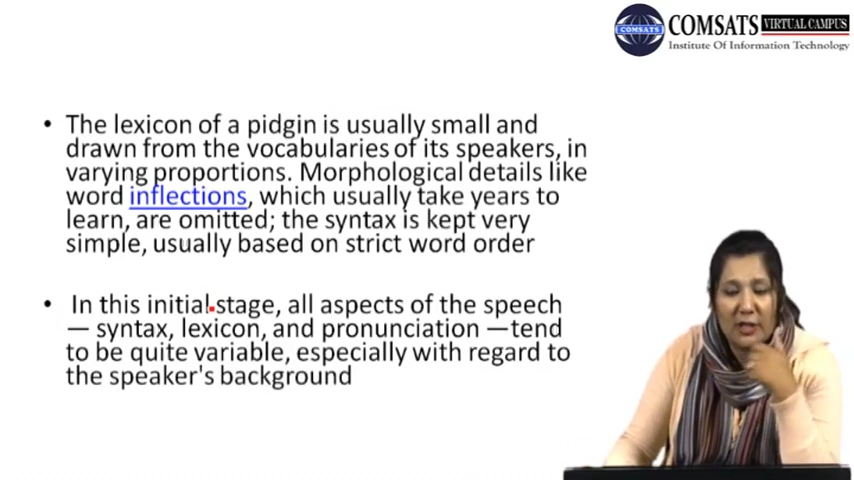 COMSATS VIRTUAL CAMPUS
Institute Of Information Technology
COMSATS
• The lexicon of a pidgin is usually small and
drawn from the vocabularies of its speakers, in
varying proportions. Morphological details like
word inflections, which usually take years to
learn, are omitted; the syntax is kept very
simple, usually based on strict word order
• In this initial stage, all aspects of the speech
— syntax, lexicon, and pronunciation —tend
to be quite variable, especially with regard to
the speaker's background